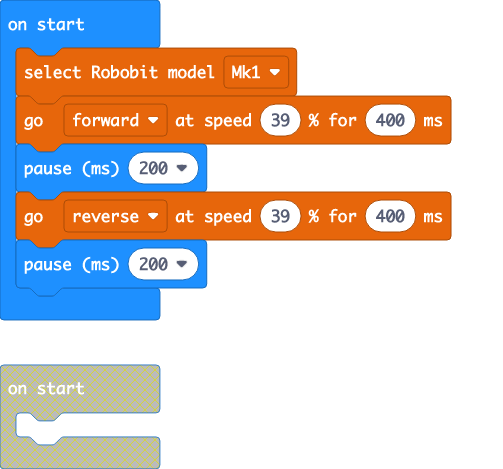 on start
select Robobit model Mk1
go forward at speed 39 % for 400 ms
pause (ms) 200
go reverse at speed 39 % for 400 ms
pause (ms) 200
on start